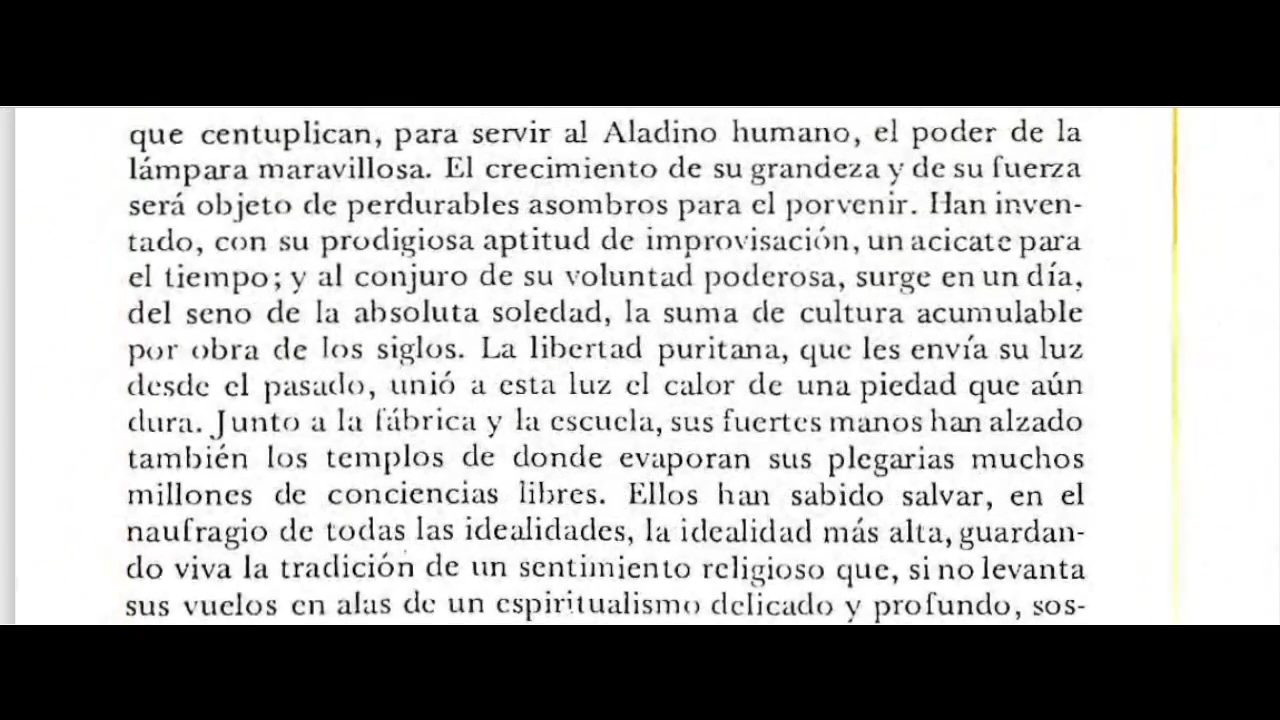 que centuplican, para servir al Aladino humano, el poder de la
lámpara maravillosa. El crecimiento de su grandeza y de su fuerza
será objeto de perdurables asombros para el porvenir. Han inven-
tado, con su prodigiosa aptitud de improvisación, un acicate para
el tiempo; y al conjuro de su voluntad poderosa, surge en un día,
del seno de la absoluta soledad, la suma de cultura acumulable
por obra de los siglos. La libertad puritana, que les envía su luz
desde el pasado, unió a esta luz el calor de una piedad que aún
dura. Junto a la fábrica y la escuela, sus fuertes manos han alzado
también los templos de donde evaporan sus plegarias muchos
millones de conciencias libres. Ellos han sabido salvar, en el
naufragio de todas las idealidades, la idealidad más alta, guardan-
do viva la tradición de un sentimiento religioso que, si no levanta
sus vuelos en alas de un espiritualismo delicado y profundo, sos-